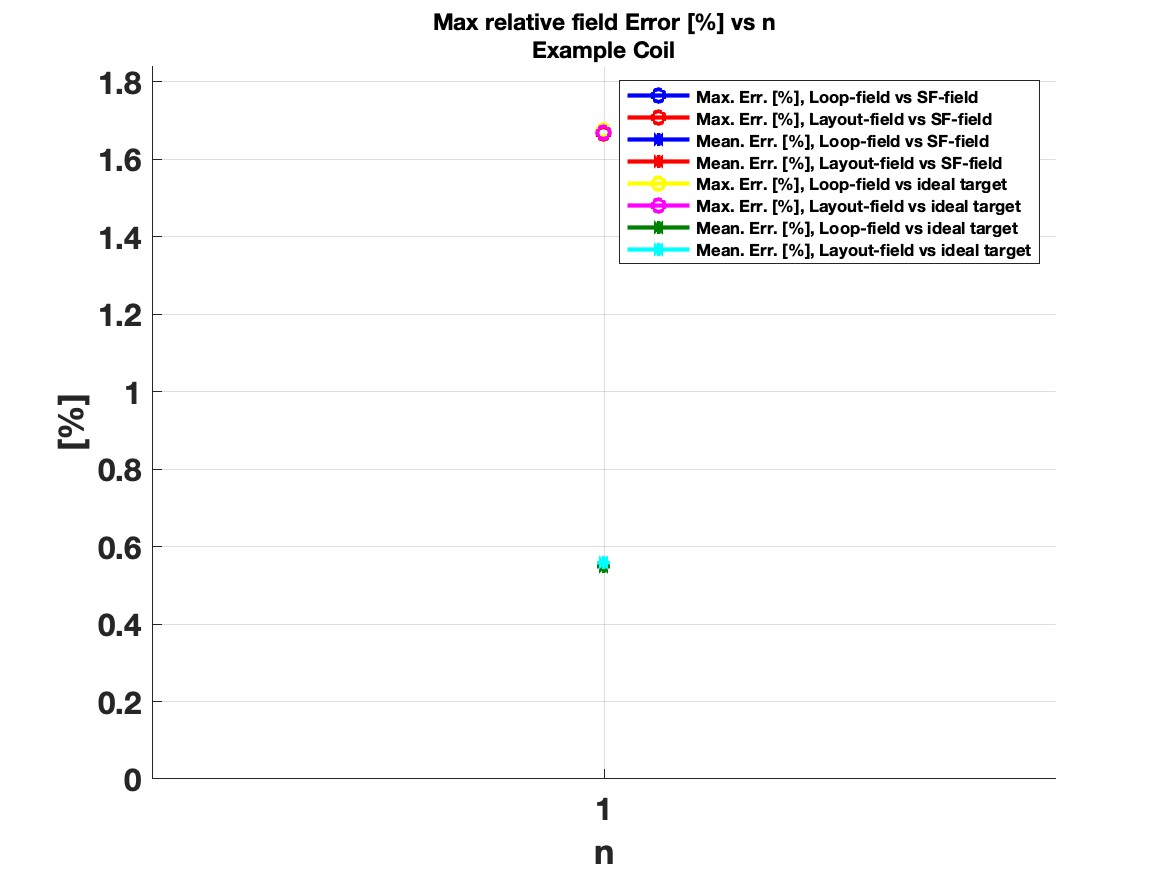 Max relative field Error [%] vs n
Example Coil
1.8
1.6
1.4
1.2
1
0.8
0.6
0.4
0.2
0
[%]
Max. Err. [%], Loop-field vs SF-field
Max. Err. [%], Layout-field vs SF-field
Mean. Err. [%], Loop-field vs SF-field
Mean. Err. [%], Layout-field vs SF-field
Max. Err. [%], Loop-field vs ideal target
Max. Err. [%], Layout-field vs ideal target
Mean. Err. [%], Loop-field vs ideal target
Mean. Err. [%], Layout-field vs ideal target
1
n